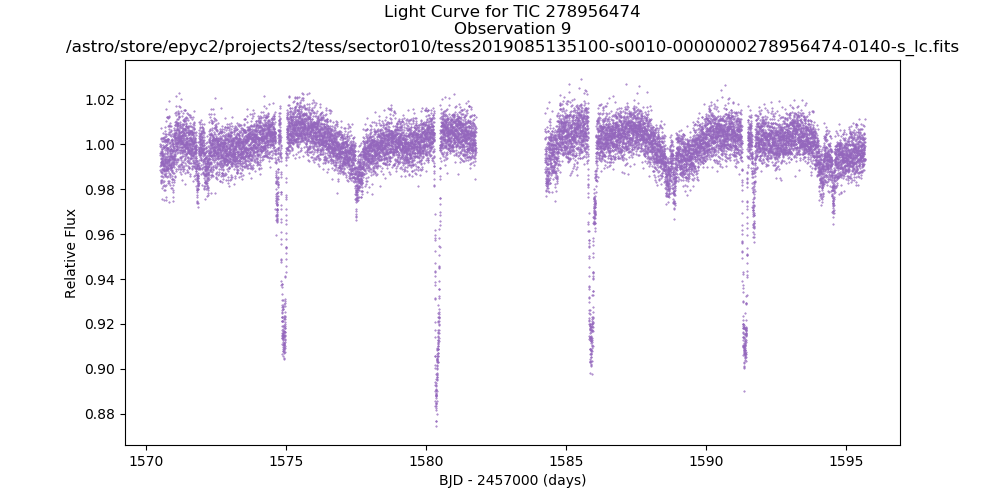 Light Curve for TIC 278956474
Observation 9
/astro/store/epyc2/projects2/tess/sector010/tess2019085135100-s0010-0000000278956474-0140-s_lc.fits
1.02
1.00
0.98
0.96
0.94
0.92
0.90
0.88
Relative Flux
1570 1575 1580 1585 1590 1595
BJD - 2457000 (days)